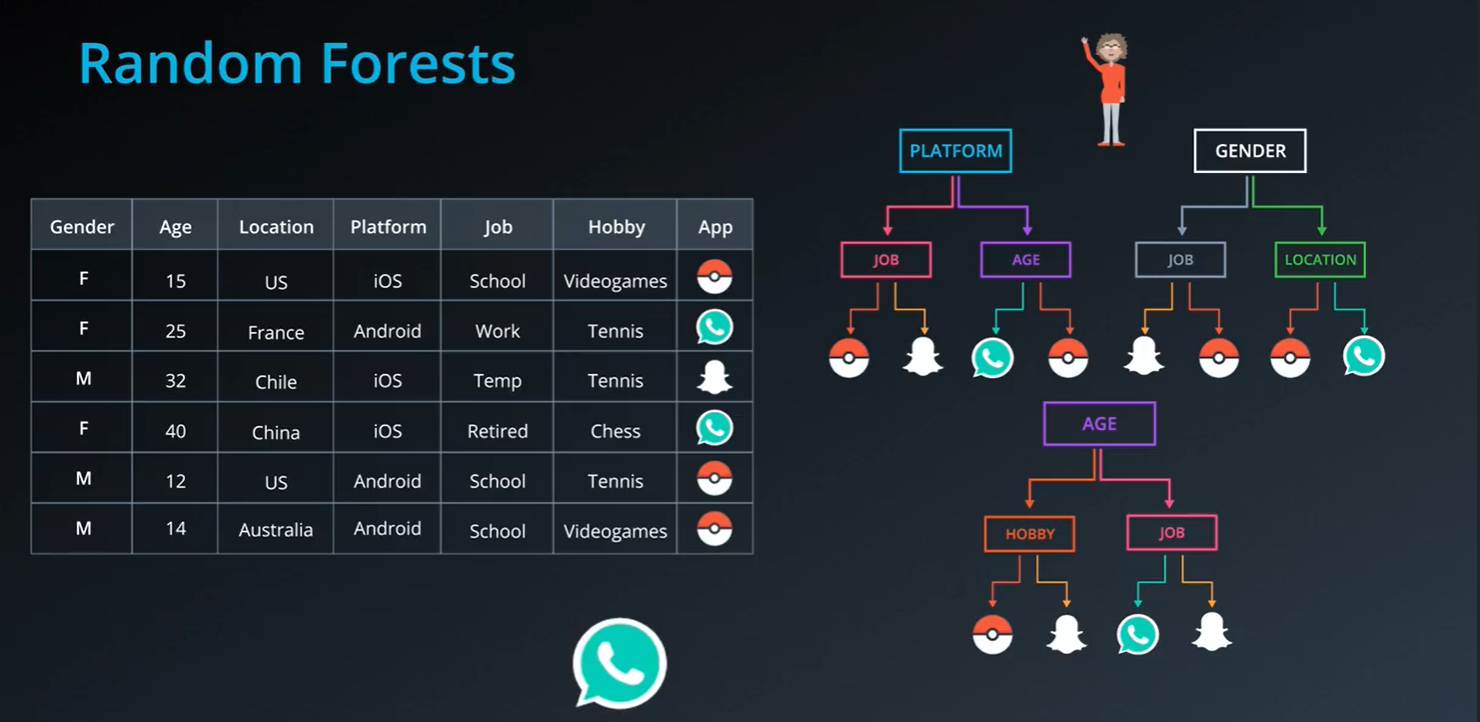 Random Forests
Gender Age Location Platform Job Hobby App
F 15 US iOS School Videogames
F 25 France Android Work Tennis
M 32 Chile iOS Temp Tennis
F 40 China iOS Retired Chess
M 12 US Android School Tennis
M 14 Australia Android School Videogames
PLATFORM GENDER
JOB AGE JOB LOCATION
AGE
HOBBY JOB